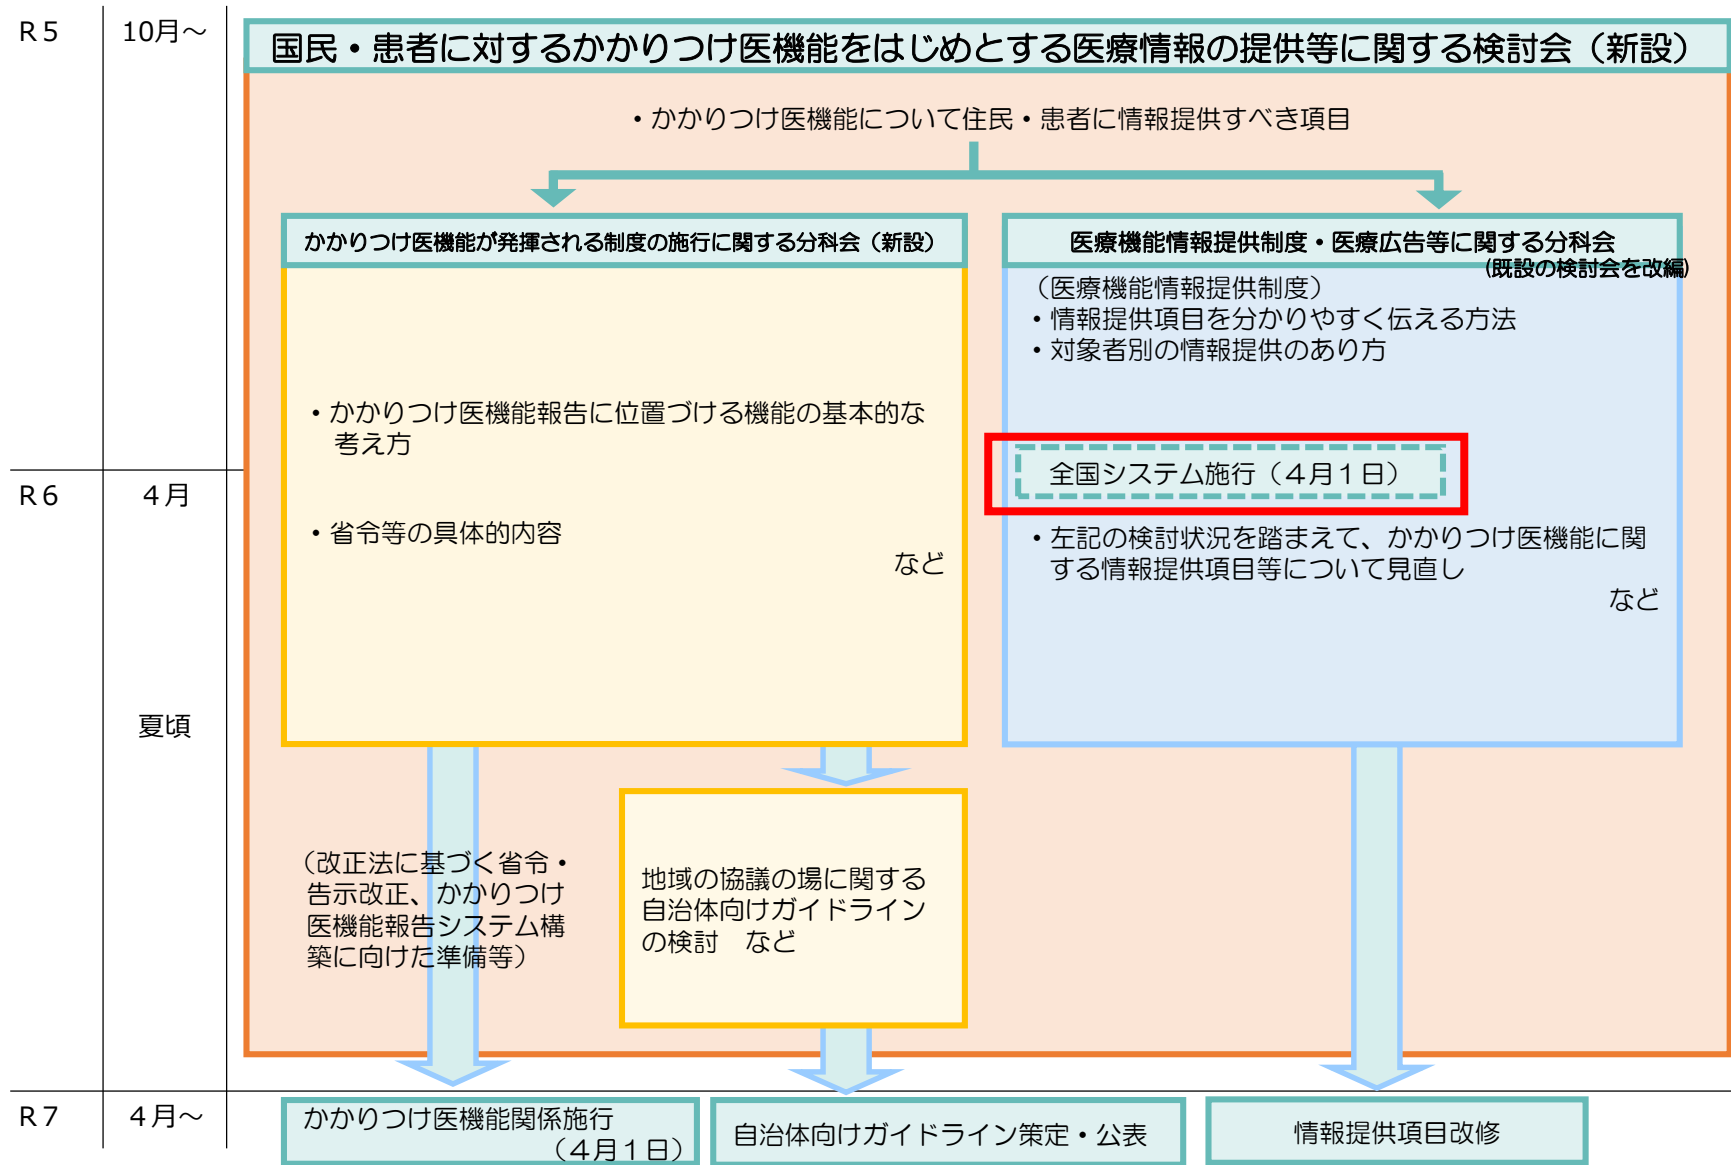 Ｒ５
10月～
国民・患者に対するかかりつけ医機能をはじめとする医療情報の提供等に関する検討会（新設）
・かかりつけ医機能について住民・患者に情報提供すべき項目
かかりつけ医機能が発揮される制度の施行に関する分科会（新設）
・かかりつけ医機能報告に位置づける機能の基本的な
考え方
・省令等の具体的内容
など
医療機能情報提供制度・医療広告等に関する分科会
(既設の検討会を改編)
（医療機能情報提供制度）
・情報提供項目を分かりやすく伝える方法
・対象者別の情報提供のあり方
全国システム施行（４月１日）
・左記の検討状況を踏まえて、かかりつけ医機能に関
する情報提供項目等について見直し
など
Ｒ６
４月
夏頃
（改正法に基づく省令・
告示改正、かかりつけ
医機能報告システム構
築に向けた準備等）
地域の協議の場に関する
自治体向けガイドライン
の検討　など
Ｒ７
４月～
かかりつけ医機能関係施行
（４月１日）
自治体向けガイドライン策定・公表
情報提供項目改修